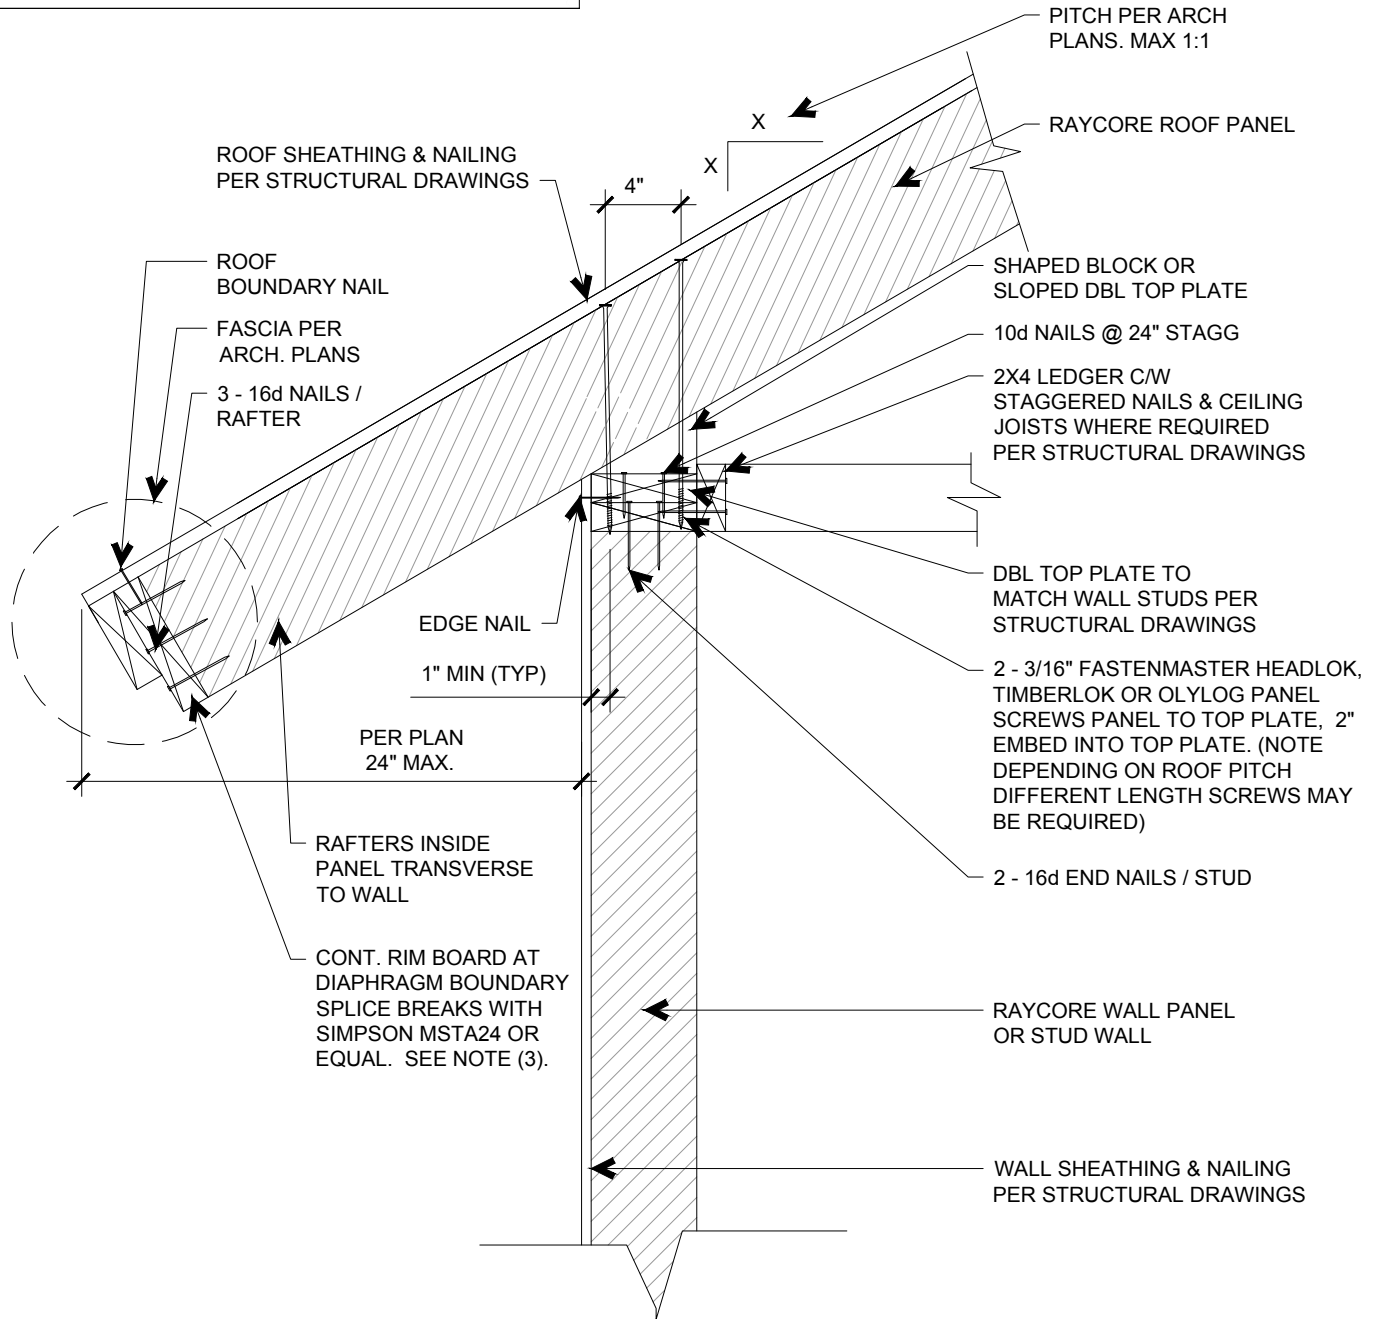 PITCH PER ARCH
PLANS. MAX 1:1
X
X
RAYCORE ROOF PANEL
ROOF SHEATHING & NAILING
PER STRUCTURAL DRAWINGS
4"
ROOF
BOUNDARY NAIL
SHAPED BLOCK OR
SLOPED DBL TOP PLATE
FASCIA PER
ARCH. PLANS
10d NAILS @ 24" STAGG
3 - 16d NAILS /
RAFTER
2X4 LEDGER C/W
STAGGERED NAILS & CEILING
JOISTS WHERE REQUIRED
PER STRUCTURAL DRAWINGS
DBL TOP PLATE TO
MATCH WALL STUDS PER
STRUCTURAL DRAWINGS
EDGE NAIL
1" MIN (TYP)
2 - 3/16" FASTENMASTER HEADLOK,
TIMBERLOK OR OLYLOG PANEL
SCREWS PANEL TO TOP PLATE, 2"
EMBED INTO TOP PLATE. (NOTE
DEPENDING ON ROOF PITCH
DIFFERENT LENGTH SCREWS MAY
BE REQUIRED)
PER PLAN
24" MAX.
RAFTERS INSIDE
PANEL TRANSVERSE
TO WALL
2 - 16d END NAILS / STUD
CONT. RIM BOARD AT
DIAPHRAGM BOUNDARY
SPLICE BREAKS WITH
SIMPSON MSTA24 OR
EQUAL. SEE NOTE (3).
RAYCORE WALL PANEL
OR STUD WALL
WALL SHEATHING & NAILING
PER STRUCTURAL DRAWINGS